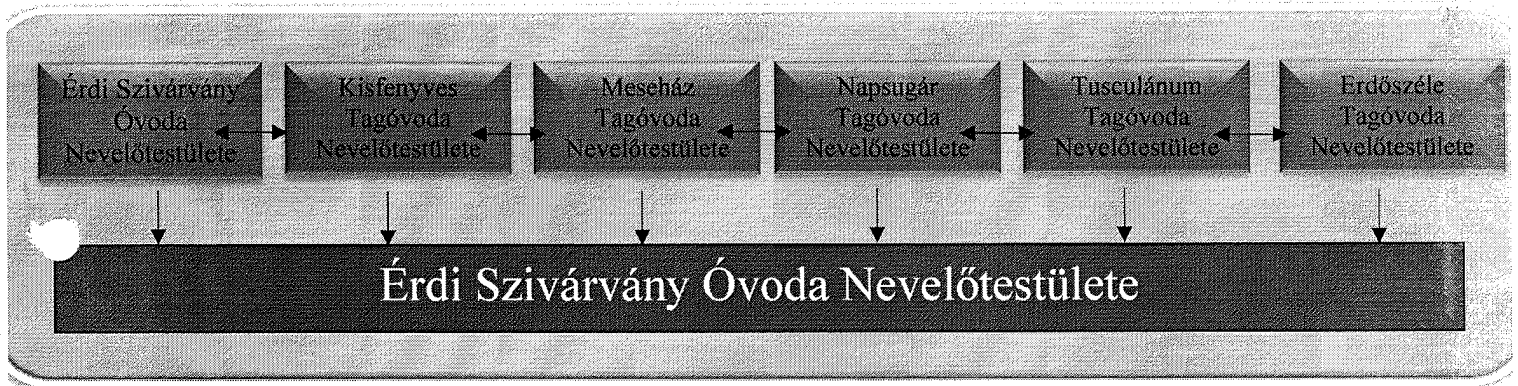 Érdi Szivárvány
Óvoda
Nevelőtestülete
Kisfenyves
Tagóvoda
Nevelőtestülete
Meseház
Tagóvoda
Nevelőtestülete
Napsugár
Tagóvoda
Nevelőtestülete
Tusculánum
Tagóvoda
Nevelőtestülete
Erdőszéle
Tagóvoda
Nevelőtestülete
Érdi Szivárvány Óvoda Nevelőtestülete